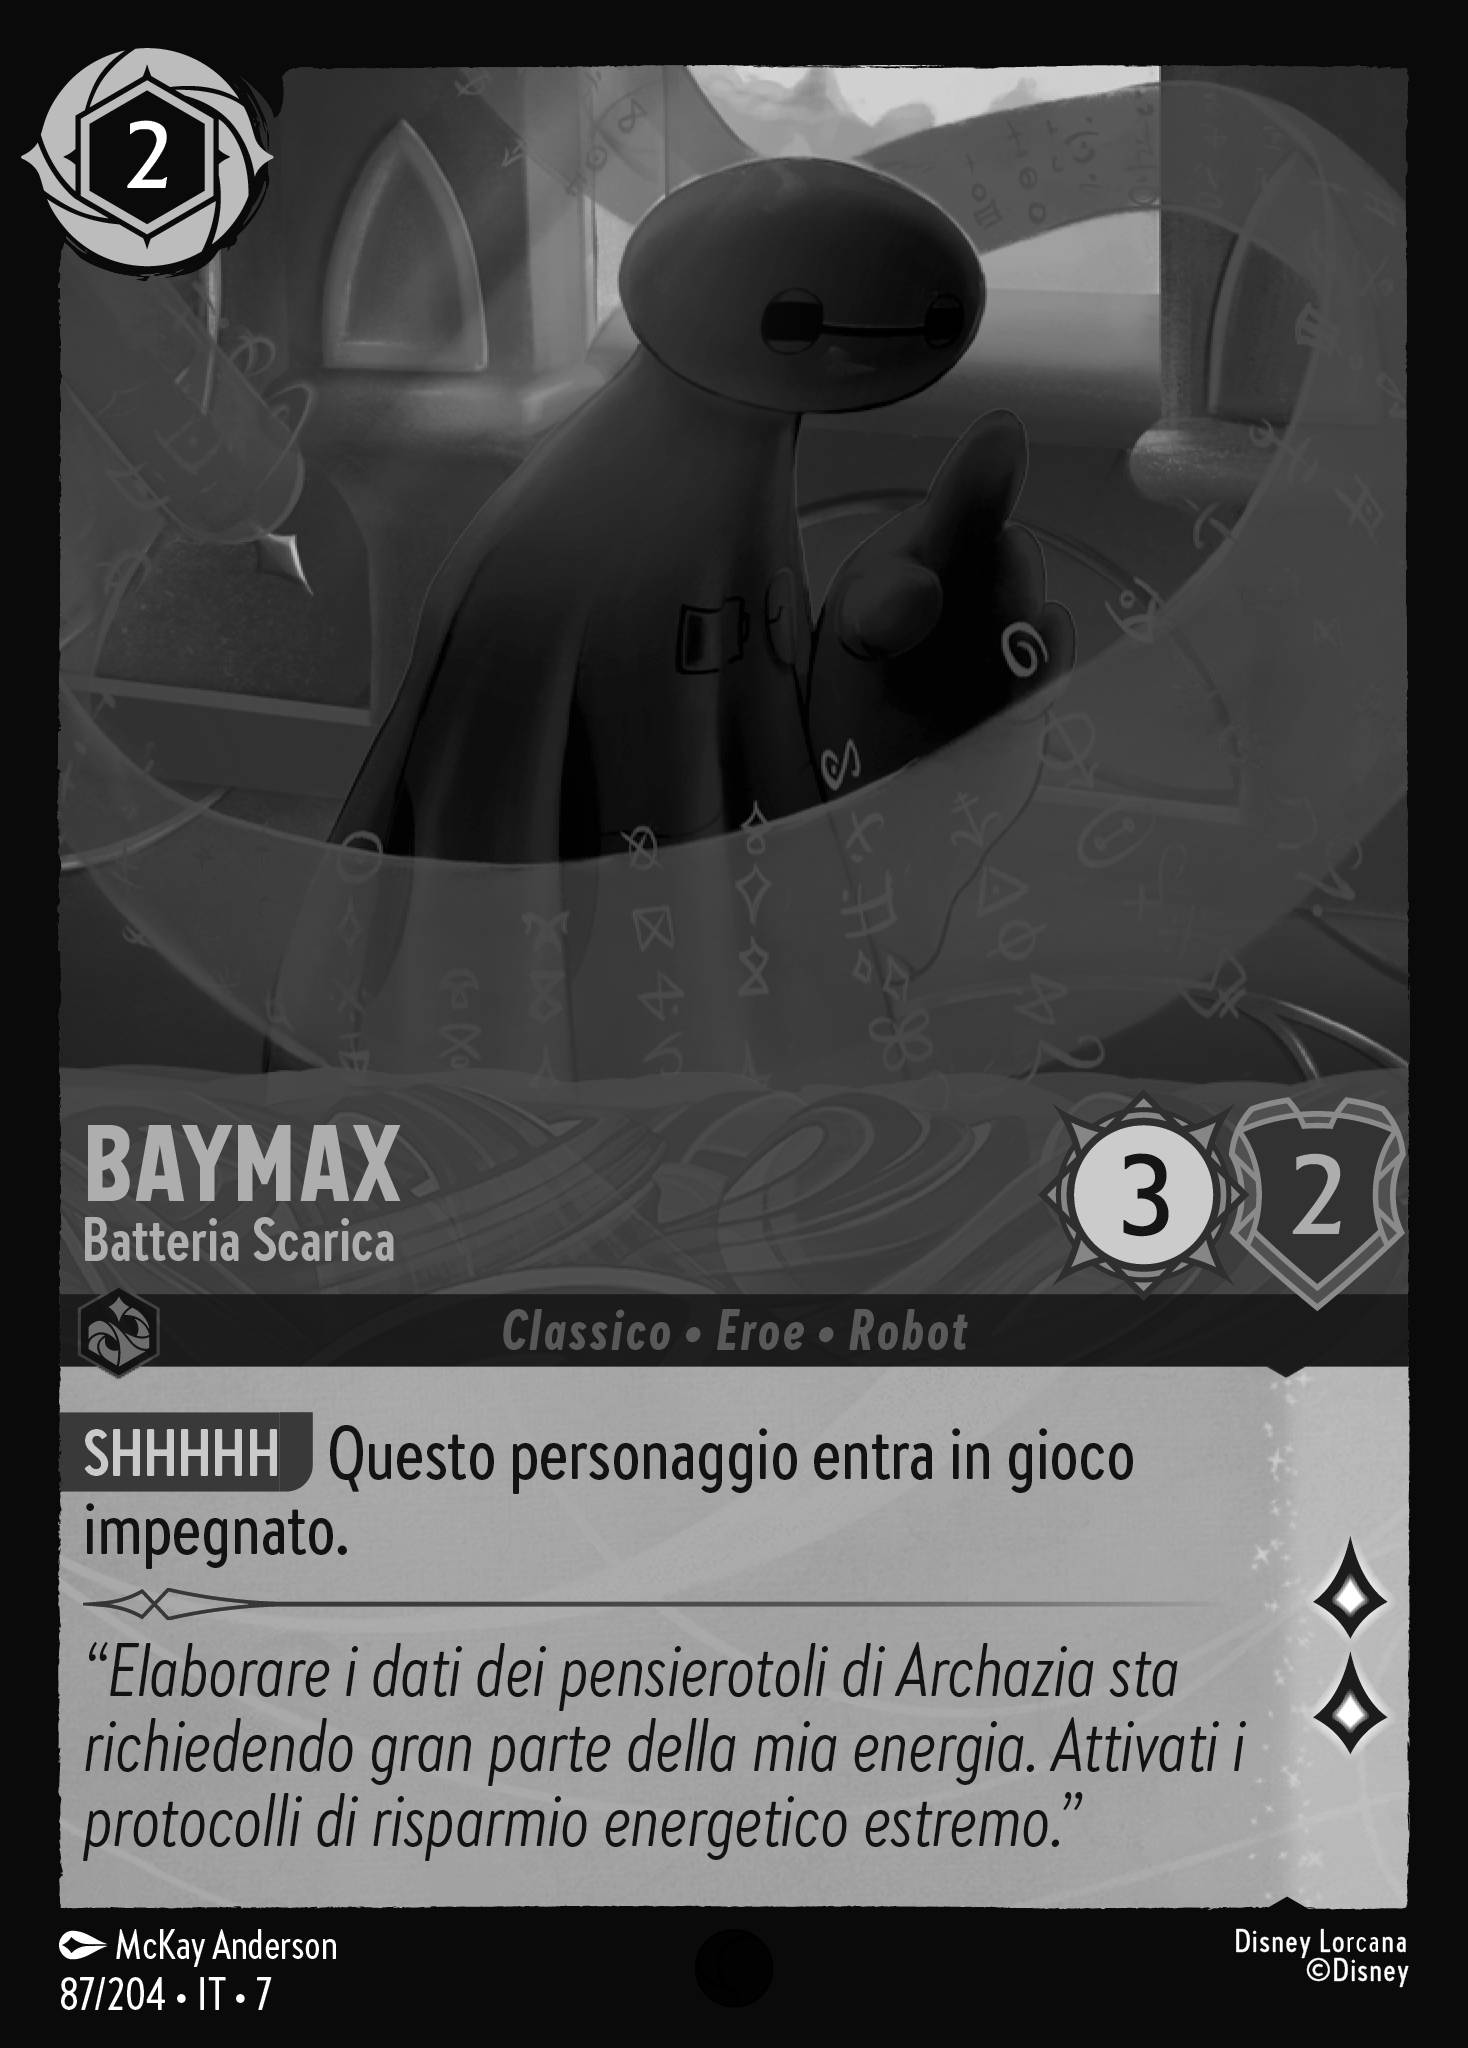 2
BAYMAX
Batteria Scarica
3
2
Classico • Eroe • Robot
SHHHHH Questo personaggio entra in gioco
impegnato.
“Elaborare i dati dei pensierotoli di Archazia sta
richiedendo gran parte della mia energia. Attivati i
protocolli di risparmio energetico estremo.”
McKay Anderson
Disney Lorcana
87/204 • IT • 7
©Disney